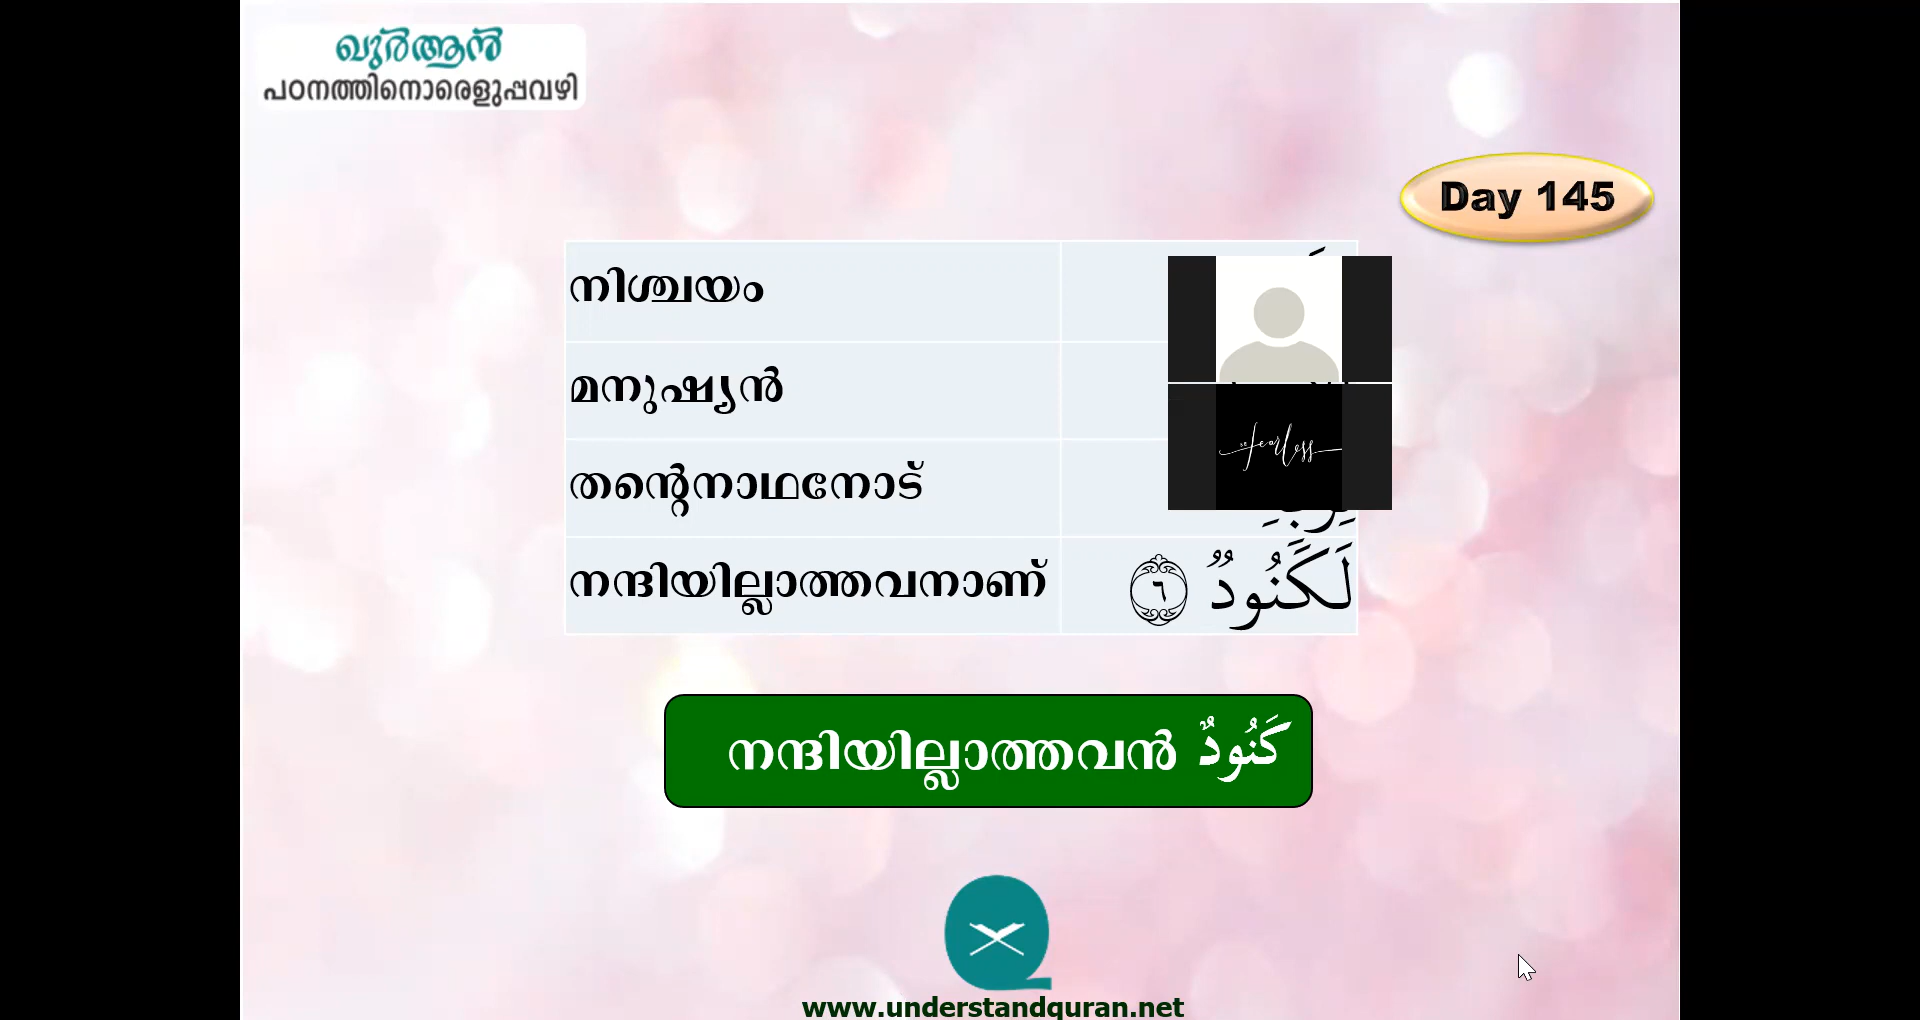 ഖുർആൻ
പഠനത്തിനൊരെളുപ്പവഴി
Day 145
നിശ്ചയം
മനുഷ്യൻ
be fearless
തന്റെനാഥനോട്
നന്ദിയില്ലാത്തവനാണ് لَكَنُودٌ ٦
നന്ദിയില്ലാത്തവൻ كَنُودٌ
www.understandquran.net